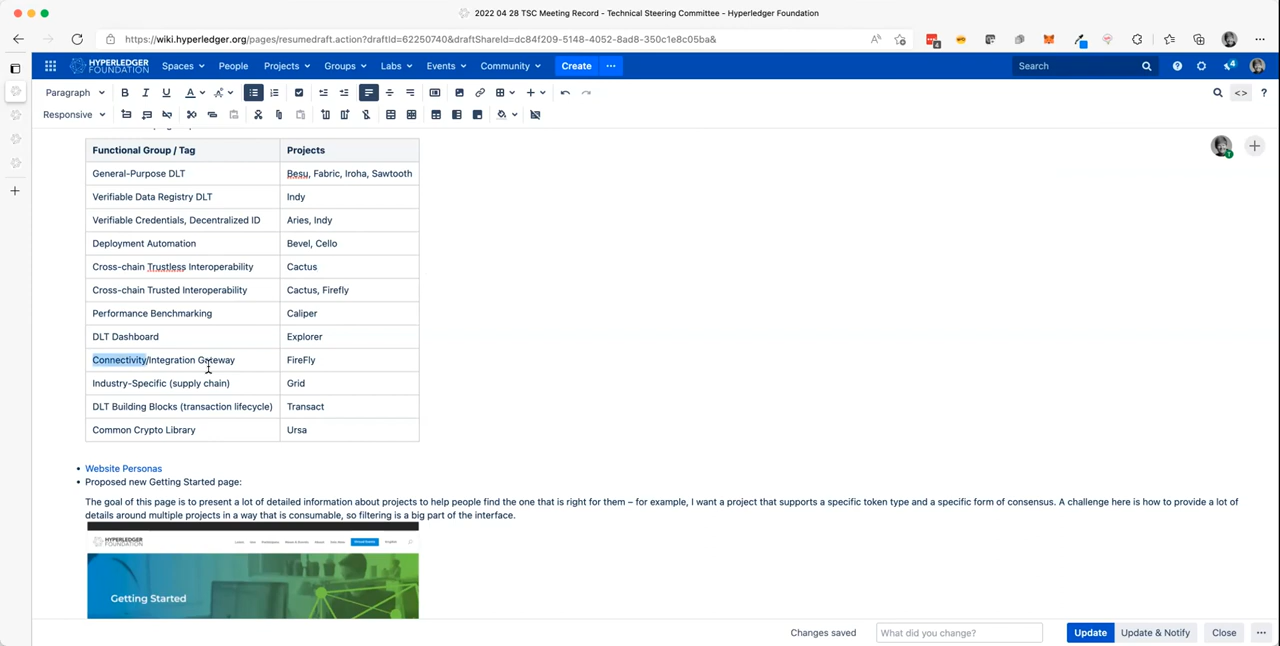 2022 04 28 TSC Meeting Record - Technical Steering Committee - Hyperledger Foundation
https://wiki.hyperledger.org/pages/resumedraft.action?draftId=62250740&draftShareId=dc84f209-5148-4052-8ad8-350c1e8c05ba&
HYPERLEDGER
FOUNDATION
Spaces People Projects Groups Labs Events Community Create ... Search
Paragraph B I U A
Responsive
Functional Group / Tag Projects
General-Purpose DLT Besu, Fabric, Iroha, Sawtooth
Verifiable Data Registry DLT Indy
Verifiable Credentials, Decentralized ID Aries, Indy
Deployment Automation Bevel, Cello
Cross-chain Trustless Interoperability Cactus
Cross-chain Trusted Interoperability Cactus, Firefly
Performance Benchmarking Caliper
DLT Dashboard Explorer
Connectivity/Integration Gateway FireFly
Industry-Specific (supply chain) Grid
DLT Building Blocks (transaction lifecycle) Transact
Common Crypto Library Ursa
• Website Personas
• Proposed new Getting Started page:
The goal of this page is to present a lot of detailed information about projects to help people find the one that is right for them – for example, I want a project that supports a specific token type and a specific form of consensus. A challenge here is how to provide a lot of
details around multiple projects in a way that is consumable, so filtering is a big part of the interface.
HYPERLEDGER
FOUNDATION
Getting Started
Changes saved What did you change? Update Update & Notify Close ...